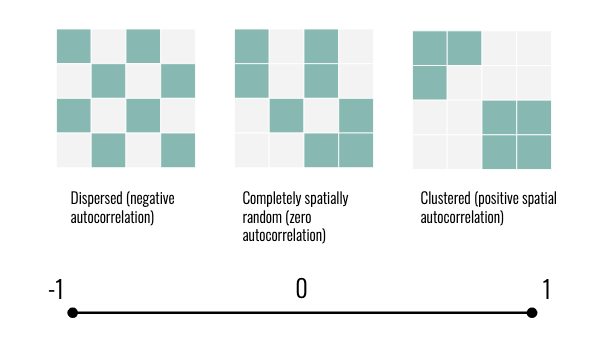 Dispersed (negative
autocorrelation)
Completely spatially
random (zero
autocorrelation)
Clustered (positive spatial
autocorrelation)
-1
0
1